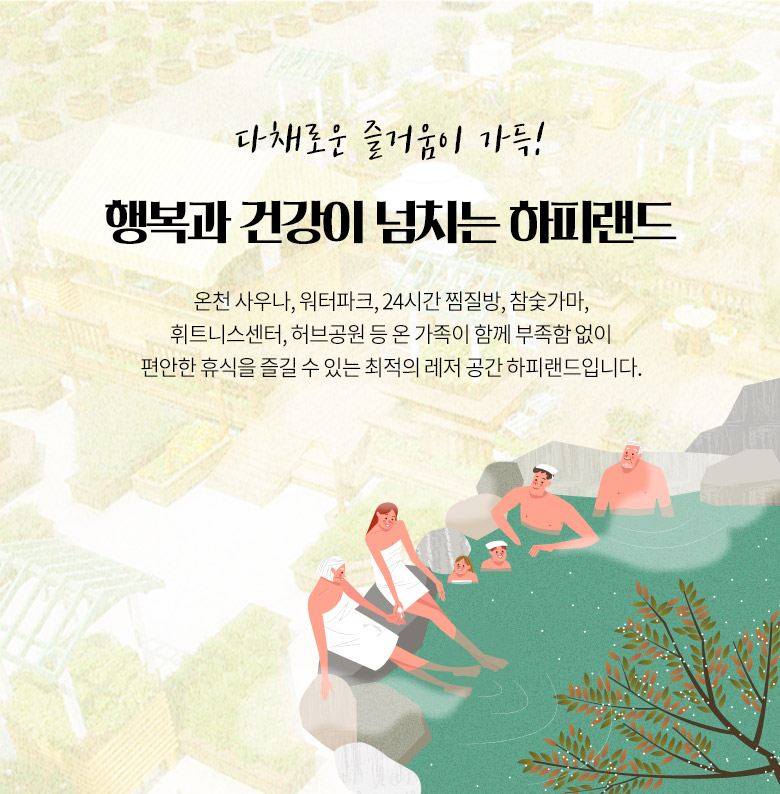 다채로운 즐거움이 가득!
행복과 건강이 넘치는 하피랜드
온천 사우나, 워터파크, 24시간 찜질방, 참숯가마,
휘트니스센터, 허브공원 등 온 가족이 함께 부족함 없이
편안한 휴식을 즐길 수 있는 최적의 레저 공간 하피랜드입니다.